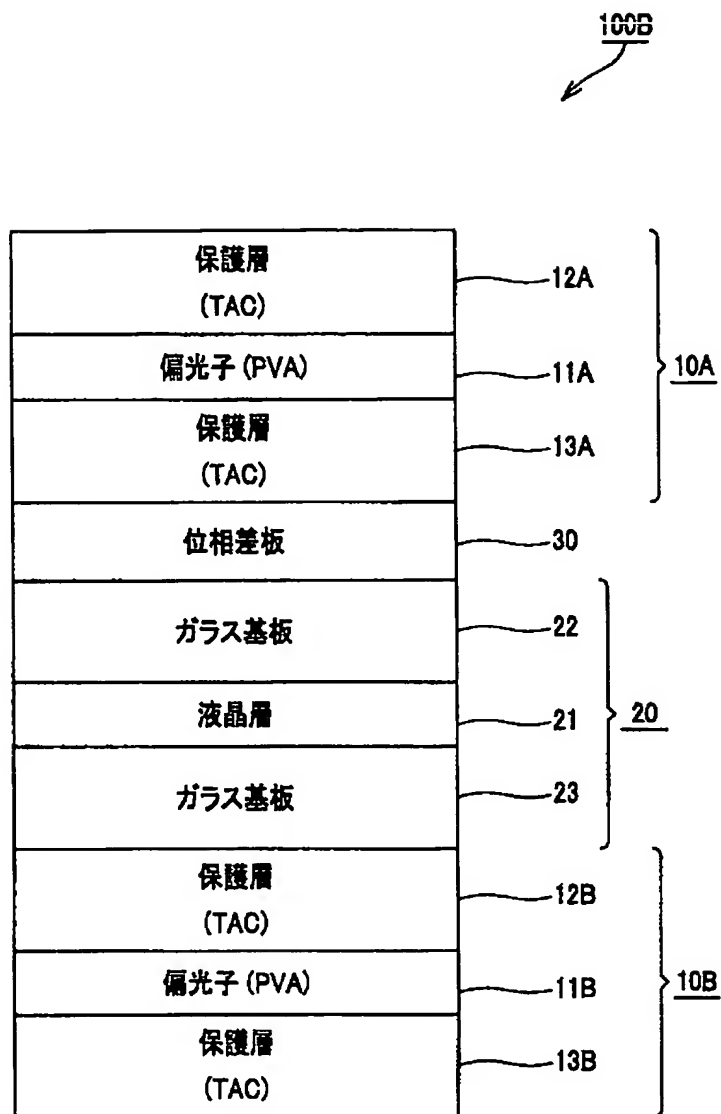 100B
保護層
(TAC)
12A
偏光子(PVA)
11A
10A
保護層
(TAC)
13A
位相差板
30
ガラス基板
22
液晶層
21
20
ガラス基板
23
保護層
(TAC)
12B
偏光子(PVA)
11B
10B
保護層
(TAC)
13B